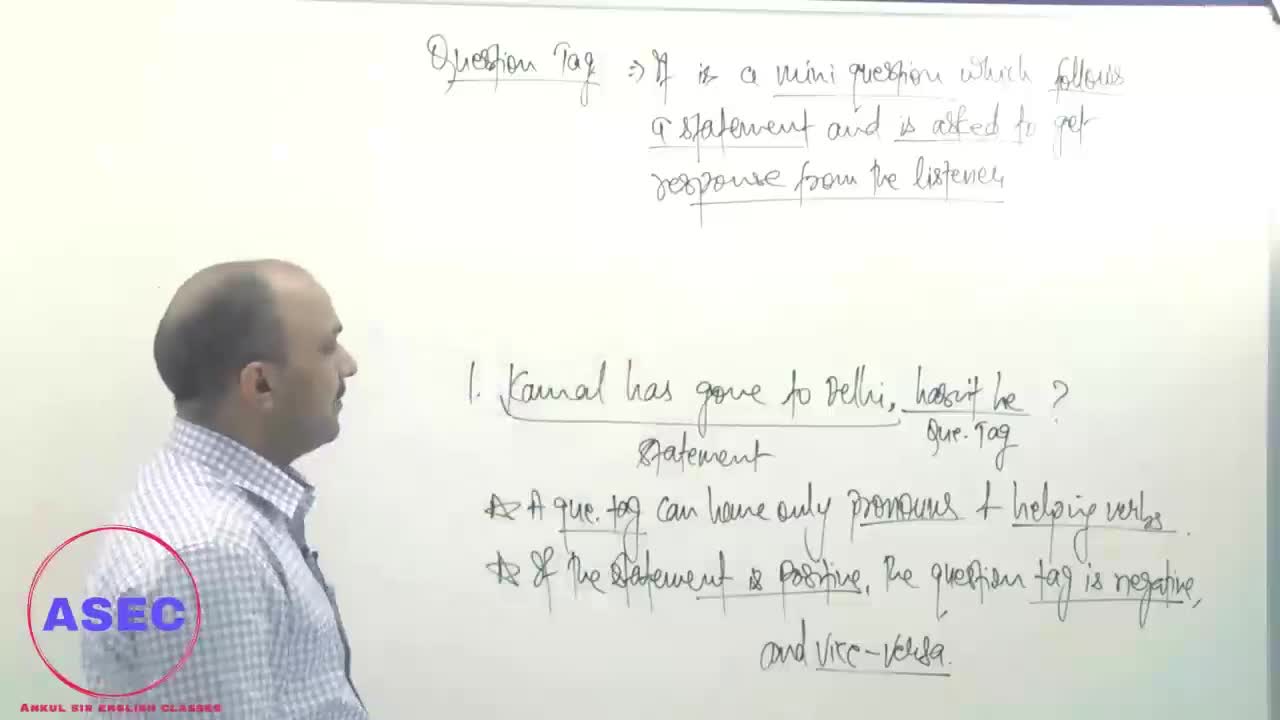 Question Tag ⇒ It is a mini question which follows
a statement and is asked to get
response from the listener
1. Kamal has gone to Delhi, hasn't he ?
statement
Que. Tag
☆ A que. tag can have only pronouns + helping verbs.
☆ If the statement is positive, the question tag is negative,
and vice-versa.
ASEC
ANKUL SIR ENGLISH CLASSES